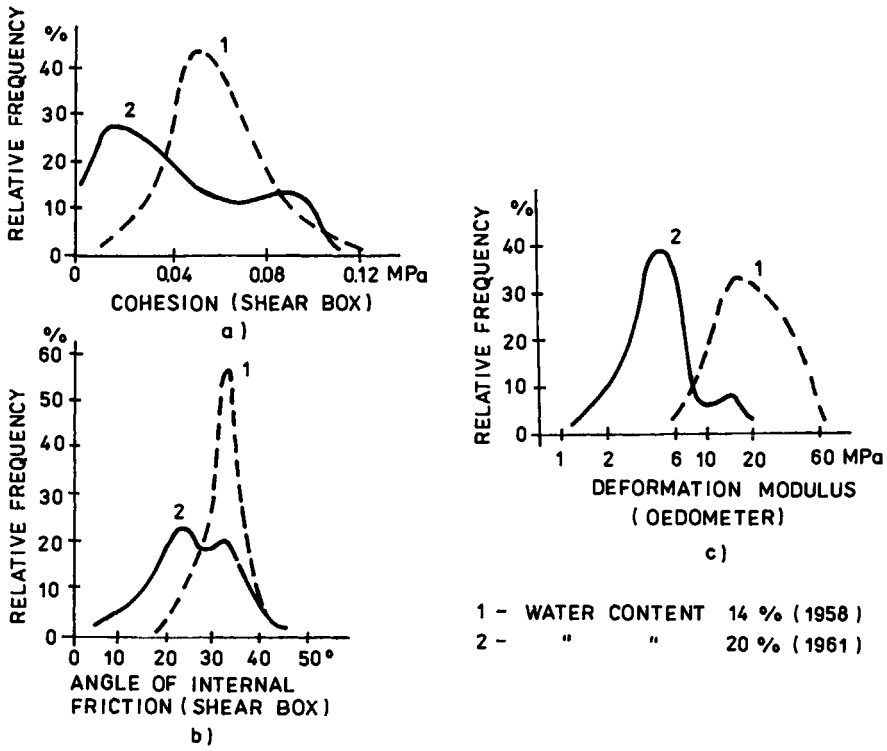 %
RELATIVE FREQUENCY
40
30
20
10
0
1
2
0 0.04 0.08 0.12 MPa
COHESION (SHEAR BOX)
a)
%
RELATIVE FREQUENCY
60
50
40
30
20
10
0
1
2
0 10 20 30 40 50°
ANGLE OF INTERNAL
FRICTION (SHEAR BOX)
b)
%
RELATIVE FREQUENCY
40
30
20
10
0
2
1
1 2 6 10 20 60 MPa
DEFORMATION MODULUS
(OEDOMETER)
c)
1 - WATER CONTENT 14 % (1958)
2 - " " 20 % (1961)